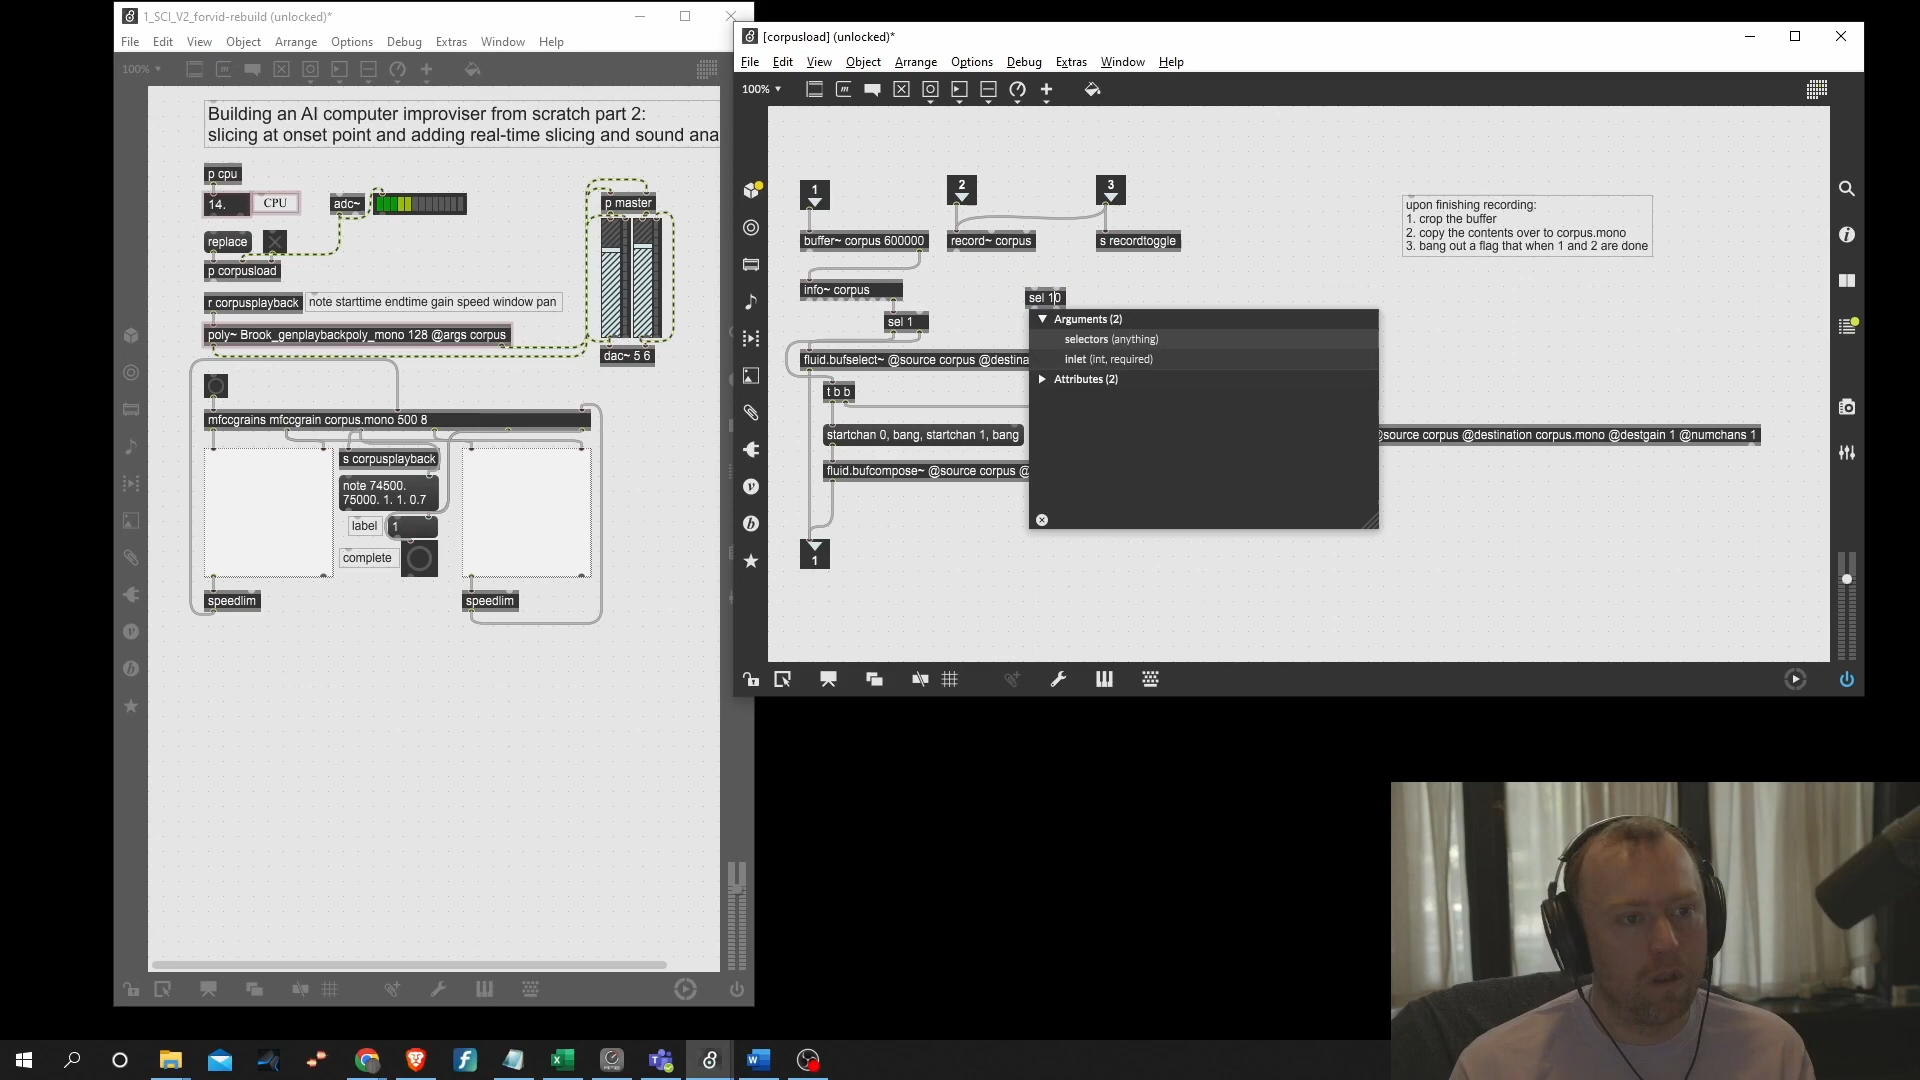 1_SCI_V2_forvid-rebuild (unlocked)*
File Edit View Object Arrange Options Debug Extras Window Help
100%
Building an AI computer improviser from scratch part 2:
slicing at onset point and adding real-time slicing and sound ana
p cpu
14. CPU
adc~
p master
replace
p corpusload
r corpusplayback note starttime endtime gain speed window pan
poly~ Brook_genplaybackpoly_mono 128 @args corpus
dac~ 5 6
mfccgrains mfccgrain corpus.mono 500 8
s corpusplayback
note 74500.
75000. 1. 1. 0.7
label 1
complete
speedlim
speedlim
[corpusload] (unlocked)*
File Edit View Object Arrange Options Debug Extras Window Help
100%
1
2
3
buffer~ corpus 600000
record~ corpus
s recordtoggle
upon finishing recording:
1. crop the buffer
2. copy the contents over to corpus.mono
3. bang out a flag that when 1 and 2 are done
info~ corpus
sel 10
sel 1
Arguments (2)
selectors (anything)
inlet (int, required)
Attributes (2)
fluid.bufselect~ @source corpus @destina
t b b
startchan 0, bang, startchan 1, bang
@source corpus @destination corpus.mono @destgain 1 @numchans 1
fluid.bufcompose~ @source corpus @
1